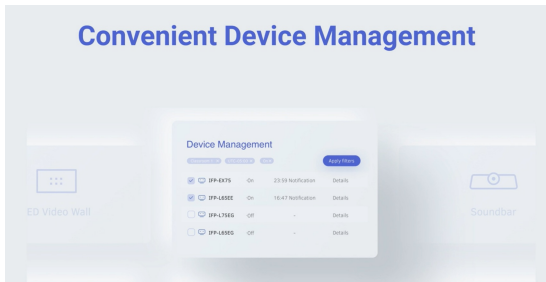 Convenient Device Management
Device Management
Apply Filters
IFP-EX75 On 23:59 Notification Details
IFP-L65EE On 16:47 Notification Details
IFP-L75EG Off - Details
IFP-L65EG Off - Details
ED Video Wall
Soundbar